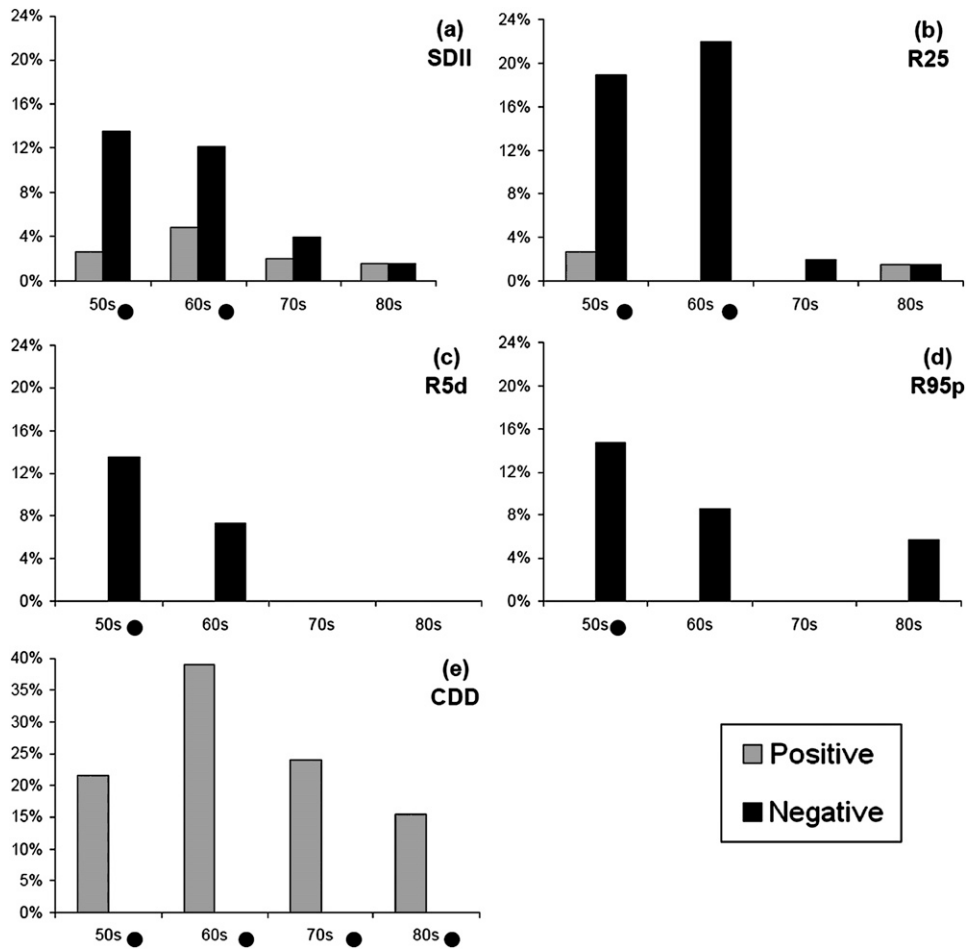 24%
20%
16%
12%
8%
4%
0%
(a)
SDII
50s
60s
70s
80s
24%
20%
16%
12%
8%
4%
0%
(b)
R25
50s
60s
70s
80s
24%
20%
16%
12%
8%
4%
0%
(c)
R5d
50s
60s
70s
80s
24%
20%
16%
12%
8%
4%
0%
(d)
R95p
50s
60s
70s
80s
40%
35%
30%
25%
20%
15%
10%
5%
0%
(e)
CDD
50s
60s
70s
80s
Positive
Negative